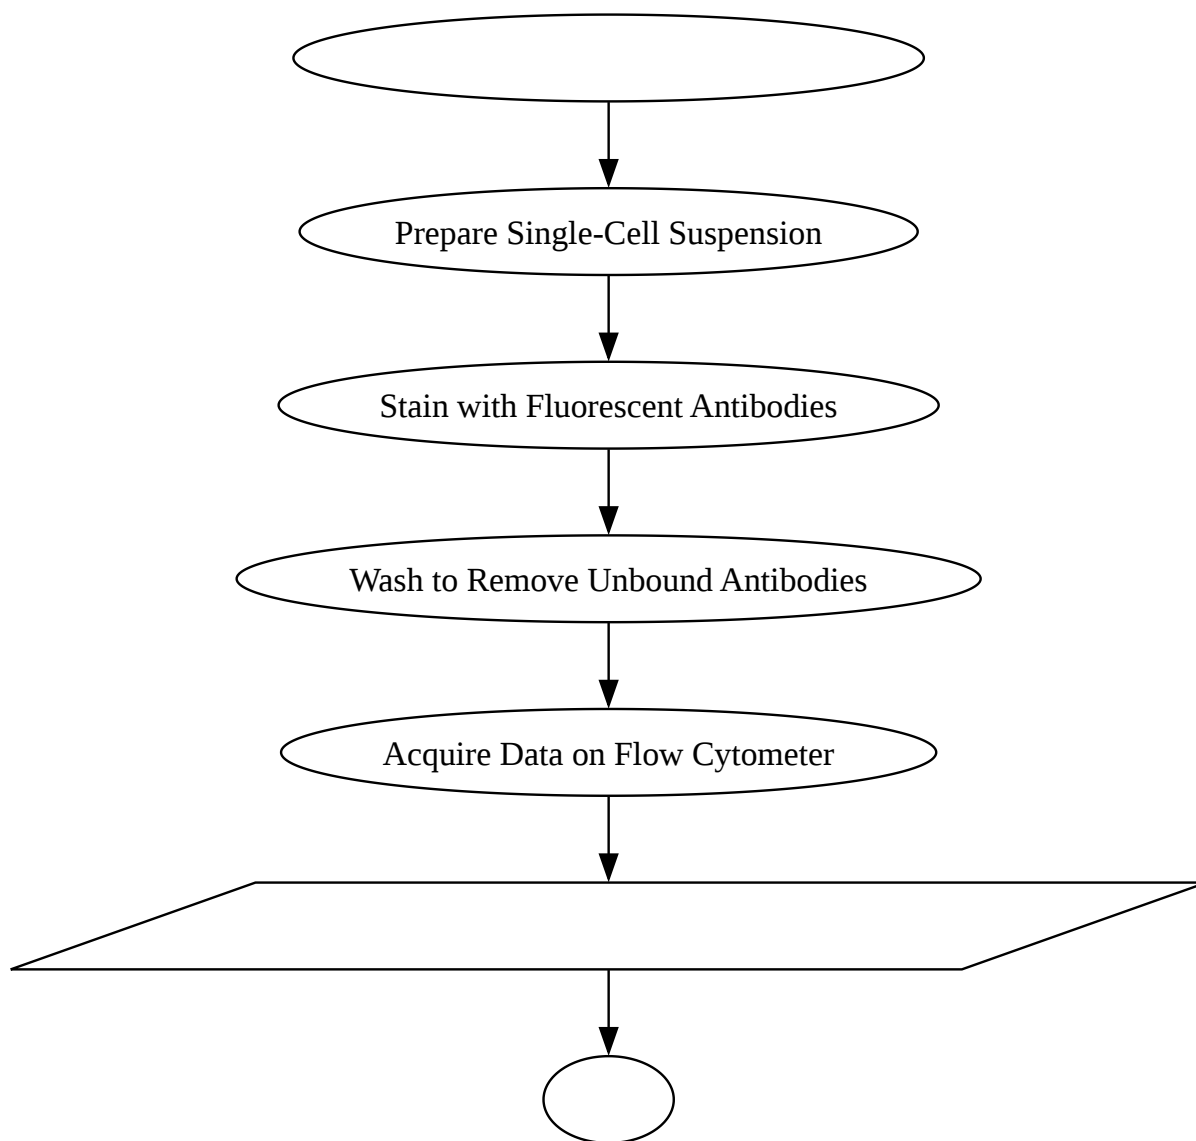 Prepare Single-Cell Suspension
Stain with Fluorescent Antibodies
Wash to Remove Unbound Antibodies
Acquire Data on Flow Cytometer